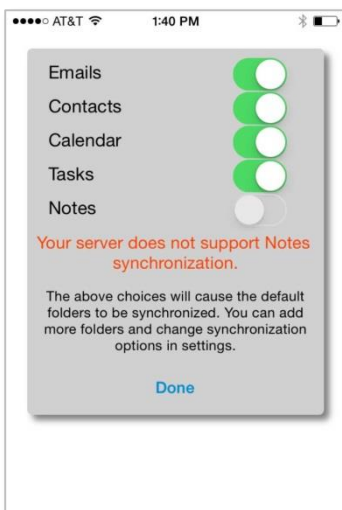 AT&T 1:40 PM
Emails
Contacts
Calendar
Tasks
Notes
Your server does not support Notes
synchronization.
The above choices will cause the default
folders to be synchronized. You can add
more folders and change synchronization
options in settings.
Done